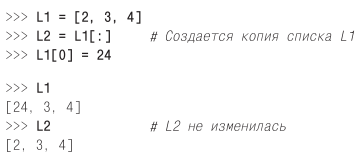 >>> L1 = [2, 3, 4]
>>> L2 = L1[:]     # Создается копия списка L1
>>> L1[0] = 24
>>> L1
[24, 3, 4]
>>> L2             # L2 не изменилась
[2, 3, 4]